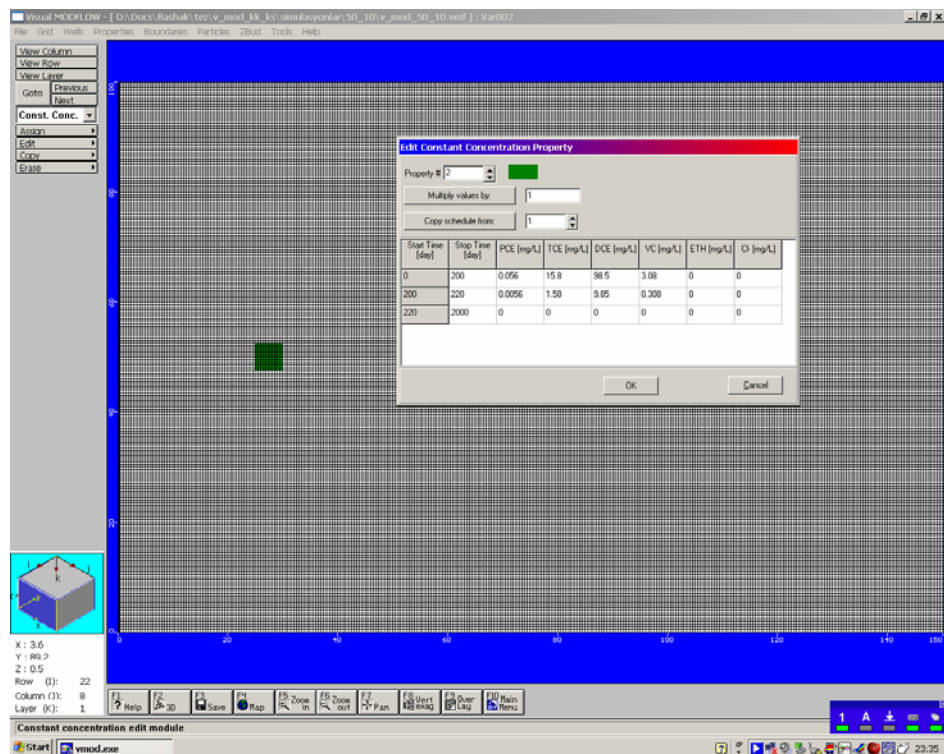 Visual MODFLOW - [ D:\Docs\Bashak\tez\v_mod_kk_ks\simulasyonlar\50_10\v_mod_50_10.vmf ] : Var002
File Grid Wells Properties Boundaries Particles ZBud Tools Help
View Column
View Row
View Layer
Goto Previous
Next
Const. Conc.
Assign
Edit
Copy
Erase
Edit Constant Concentration Property
Property # 2
Multiply values by: 1
Copy schedule from: 1
Start Time [day] Stop Time [day] PCE [mg/L] TCE [mg/L] DCE [mg/L] VC [mg/L] ETH [mg/L] Cl- [mg/L]
0 200 0.056 15.8 98.5 3.08 0 0
200 220 0.0056 1.58 9.85 0.308 0 0
220 2000 0 0 0 0 0 0
OK Cancel
100
80
60
40
20
0
0 20 40 60 80 100 120 140 150
X : 3.6
Y : 89.2
Z : 0.5
Row (I): 22
Column (J): 8
Layer (K): 1
F1 Help F2 3D F3 Save F4 Map F5 Zoom in F6 Zoom out F7 Pan F8 Vert exag F9 Over Lay F10 Main Menu
1 A
Constant concentration edit module
Start vmod.exe 23:35